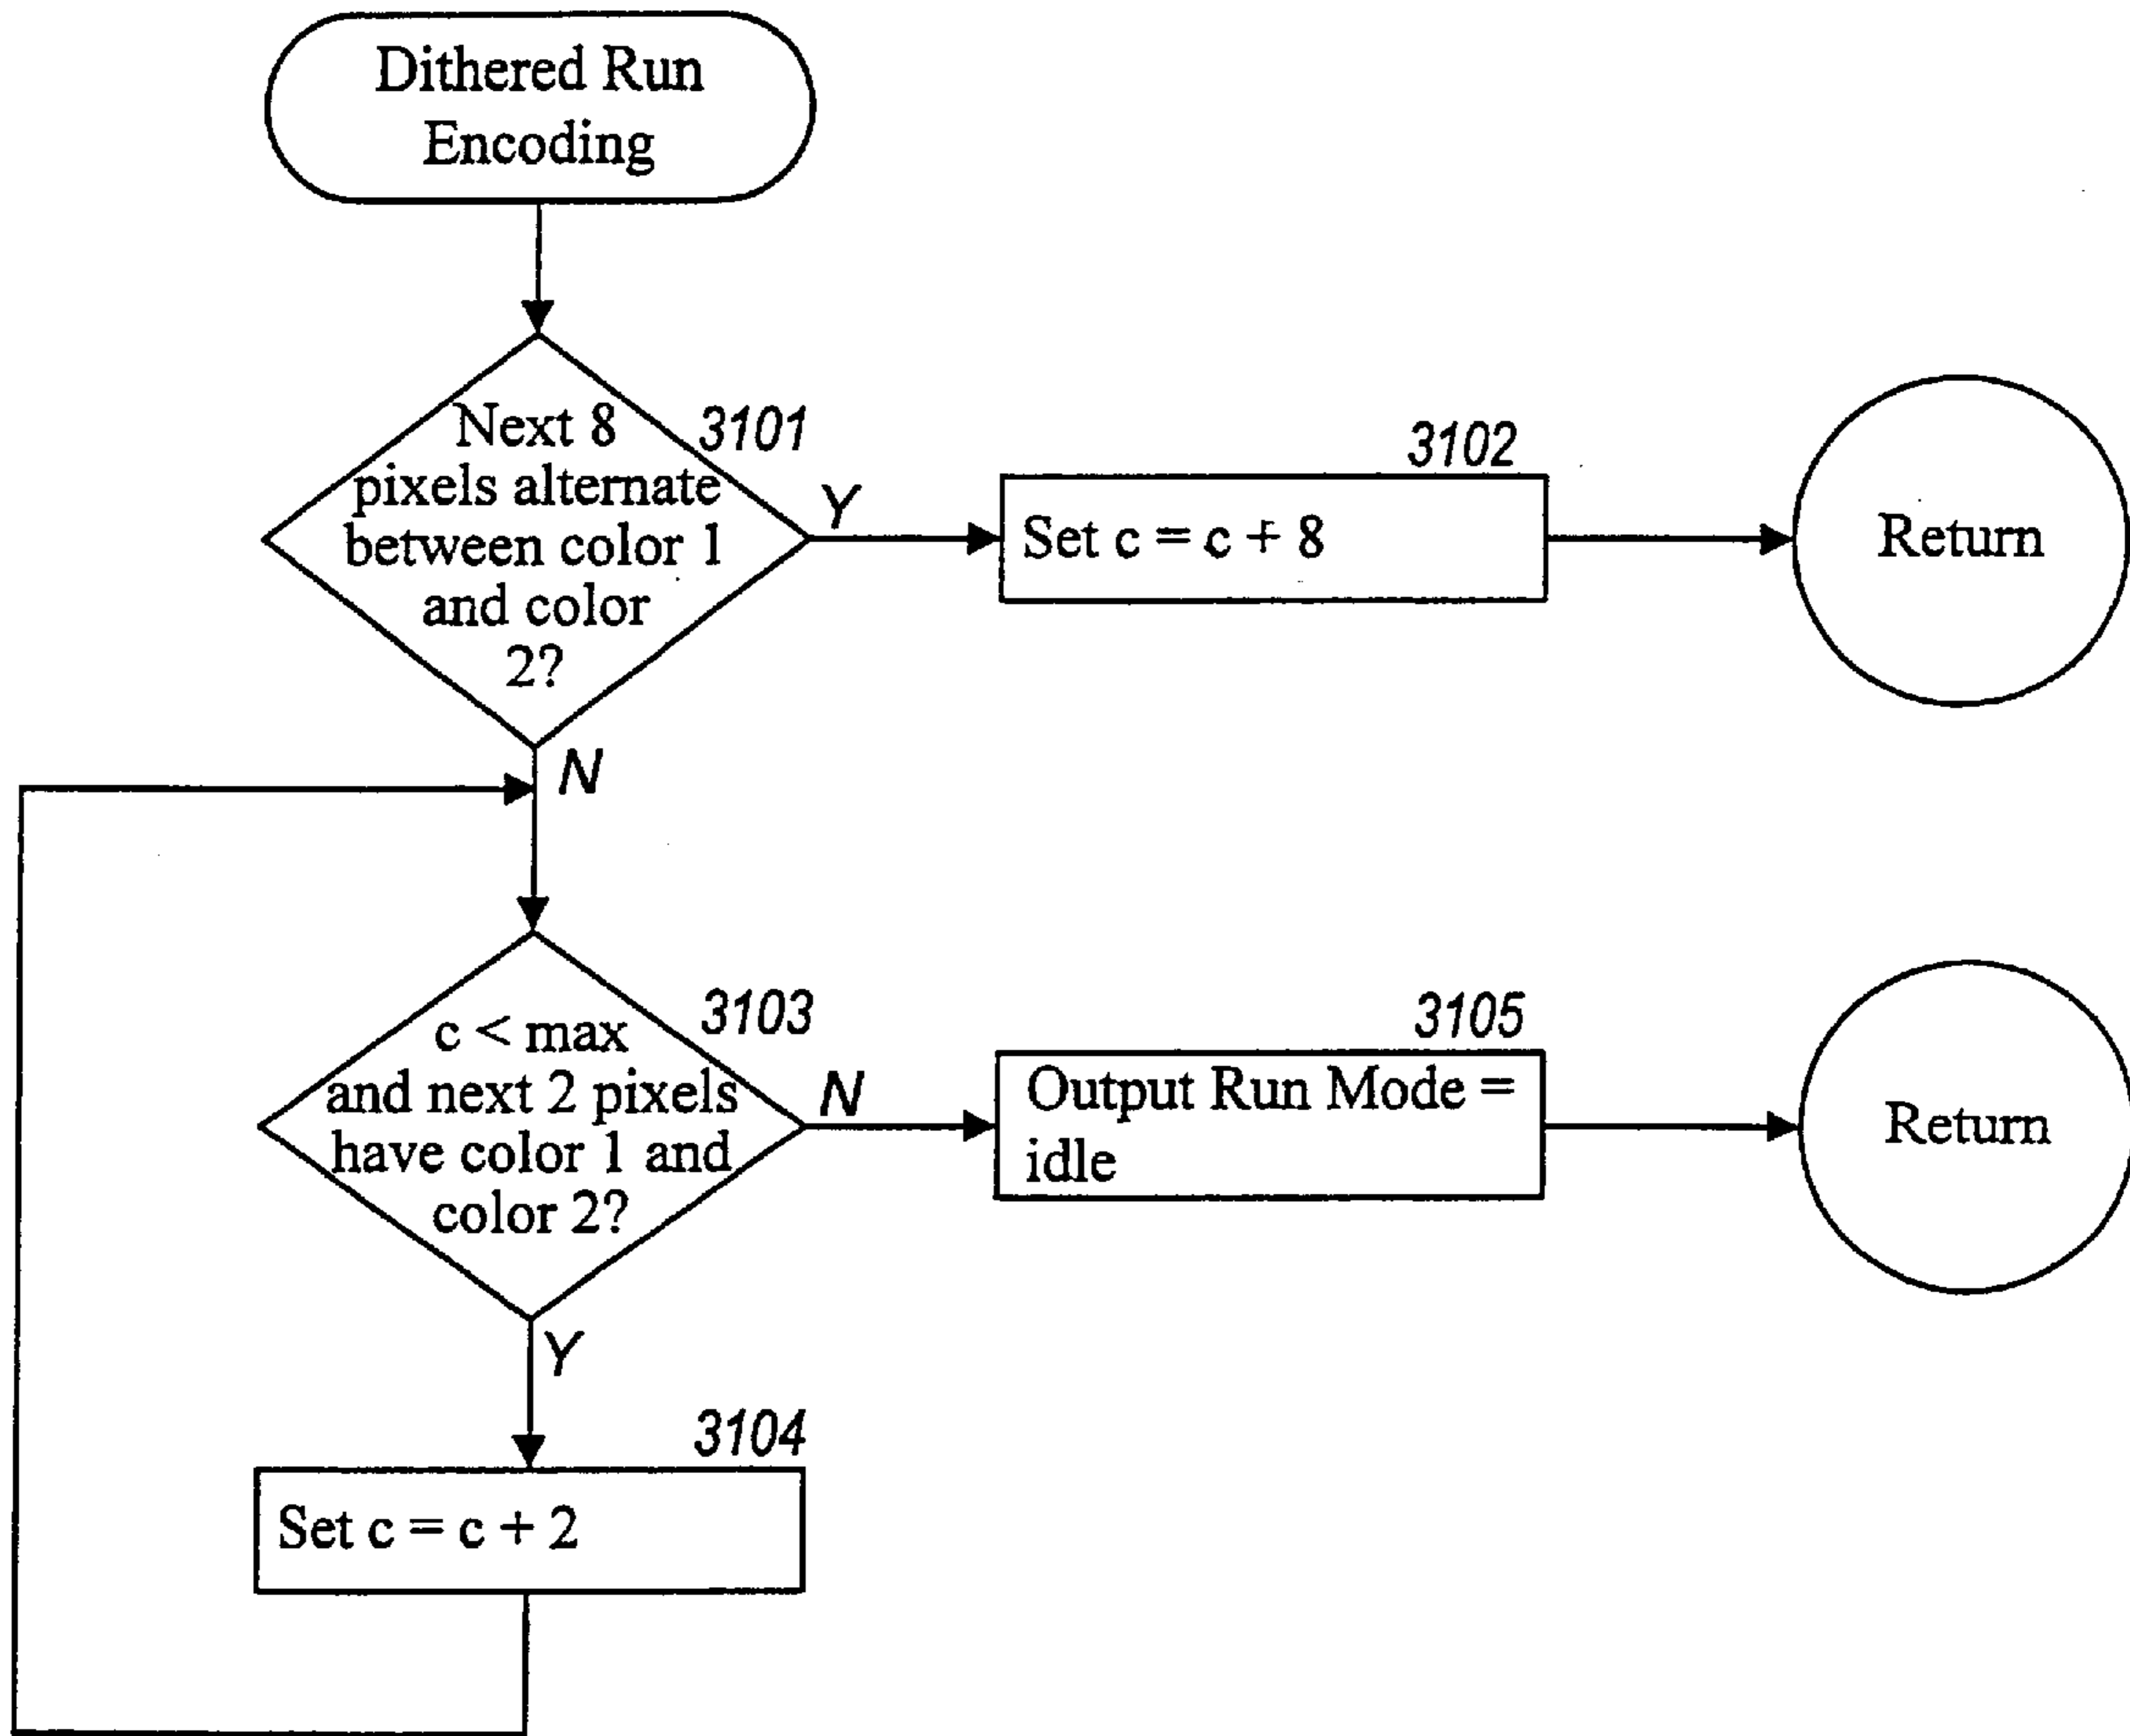 Dithered Run
Encoding
Next 8
pixels alternate
between color 1
and color
2?
3101
Y
3102
Set c = c + 8
Return
N
c < max
and next 2 pixels
have color 1 and
color 2?
3103
N
3105
Output Run Mode =
idle
Return
Y
3104
Set c = c + 2